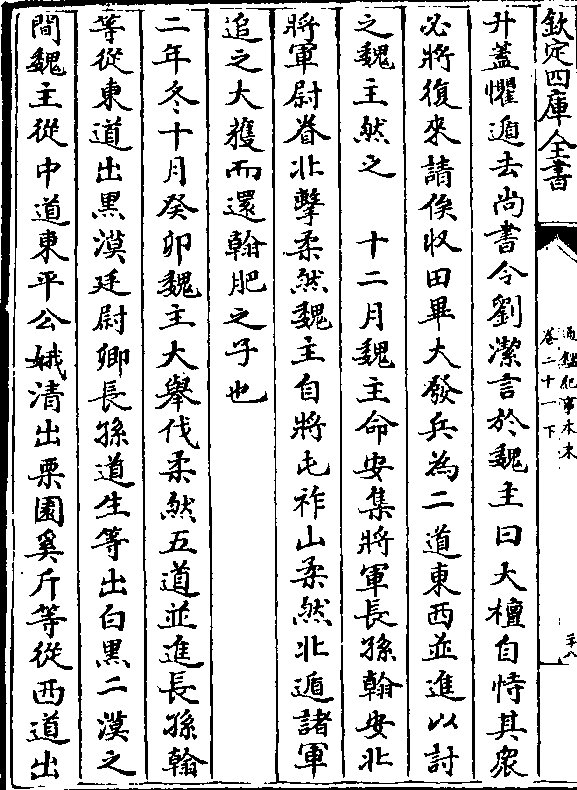 欽定四庫全書
通鑑紀事本末
卷二十一下
升蓋懼遁去尚書令劉潔言於魏主曰大檀自恃其衆
必將復來請俟收田畢大發兵為二道東西並進以討
之魏主然之　十二月魏主命安集將軍長孫翰安北
將軍尉眷北擊柔然魏主自將屯祚山柔然北遁諸軍
追之大獲而還翰肥之子也
二年冬十月癸卯魏主大舉伐柔然五道並進長孫翰
等從東道出黑漠廷尉卿長孫道生等出白黑二漠之
間魏主從中道東平公娥清出栗園奚斤等從西道出